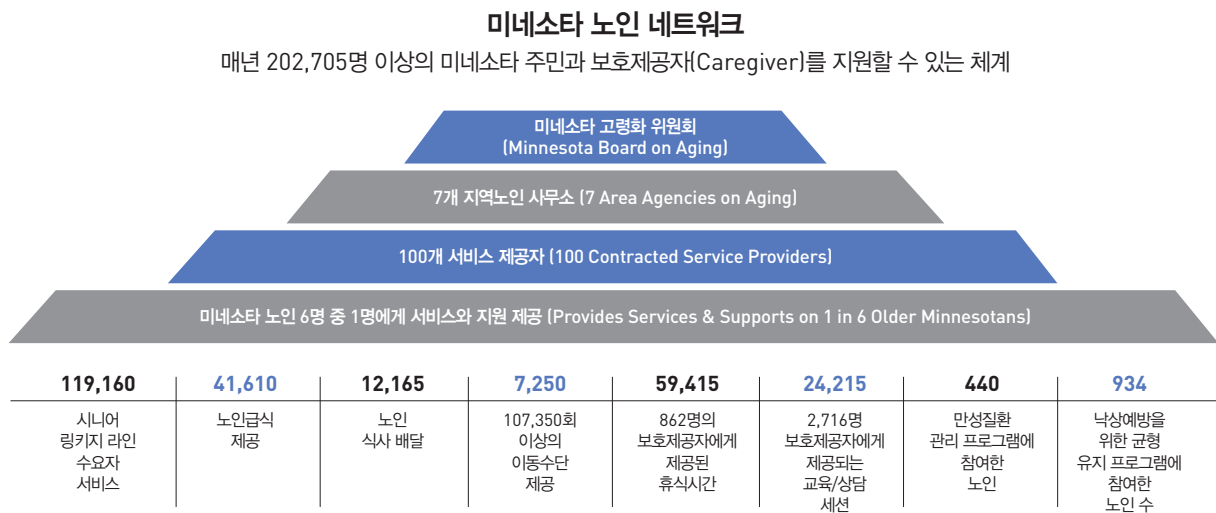 미네소타 노인 네트워크
매년 202,705명 이상의 미네소타 주민과 보호제공자(Caregiver)를 지원할 수 있는 체계
미네소타 고령화 위원회
(Minnesota Board on Aging)
7개 지역노인 사무소 (7 Area Agencies on Aging)
100개 서비스 제공자 (100 Contracted Service Providers)
미네소타 노인 6명 중 1명에게 서비스와 지원 제공 (Provides Services & Supports on 1 in 6 Older Minnesotans)
119,160
시니어
링키지 라인
수요자
서비스
41,610
노인급식
제공
12,165
노인
식사 배달
7,250
107,350회
이상의
이동수단
제공
59,415
862명의
보호제공자에게
제공된
휴식시간
24,215
2,716명
보호제공자에게
제공되는
교육/상담
세션
440
만성질환
관리 프로그램에
참여한
노인
934
낙상예방을
위한 균형
유지 프로그램에
참여한
노인 수